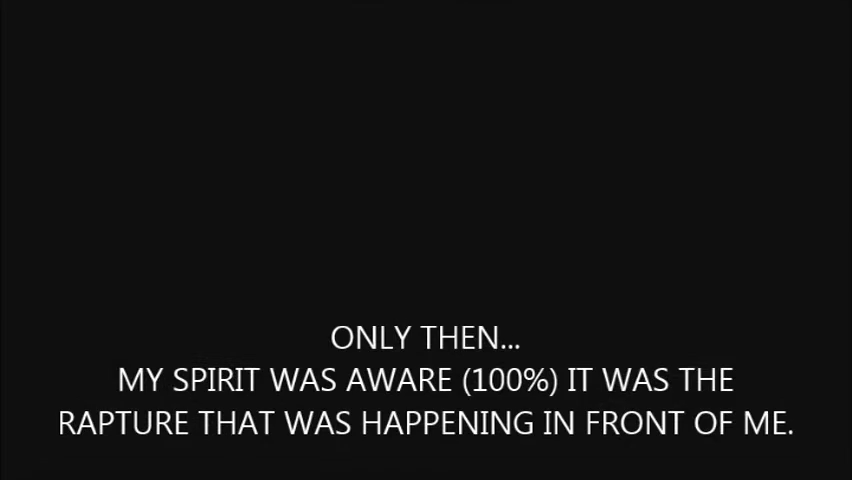 ONLY THEN...
MY SPIRIT WAS AWARE (100%) IT WAS THE
RAPTURE THAT WAS HAPPENING IN FRONT OF ME.